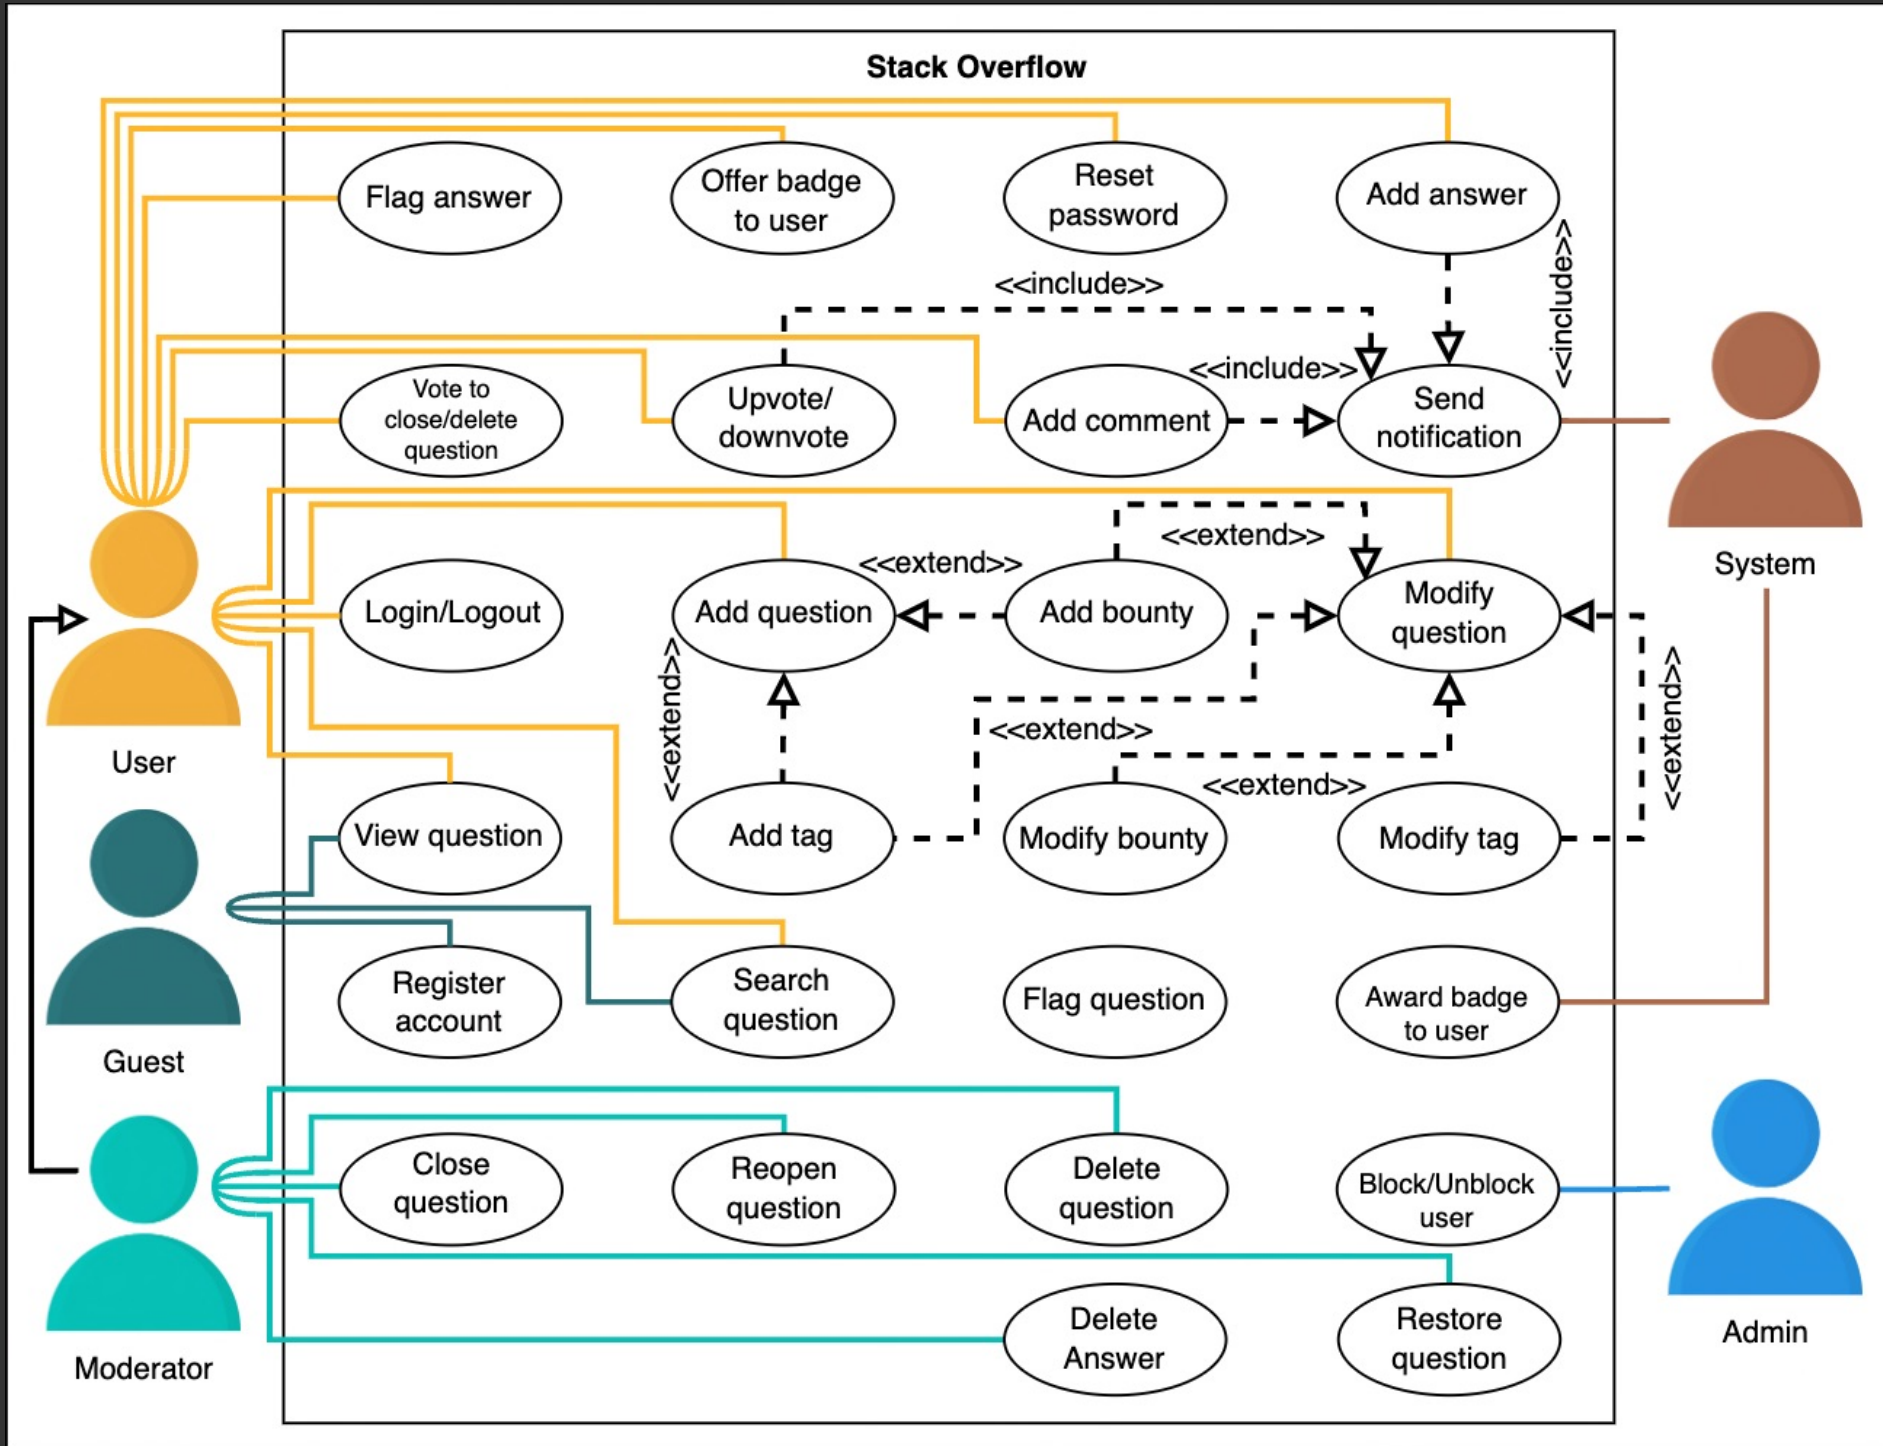 Stack Overflow
Flag answer
Offer badge
to user
Reset
password
Add answer
<<include>>
<<include>>
<<include>>
Vote to
close/delete
question
Upvote/
downvote
Add comment
Send
notification
System
<<extend>>
<<extend>>
Login/Logout
Add question
Add bounty
Modify
question
User
<<extend>>
<<extend>>
<<extend>>
<<extend>>
View question
Add tag
Modify bounty
Modify tag
Register
account
Search
question
Flag question
Award badge
to user
Guest
Close
question
Reopen
question
Delete
question
Block/Unblock
user
Delete
Answer
Restore
question
Admin
Moderator